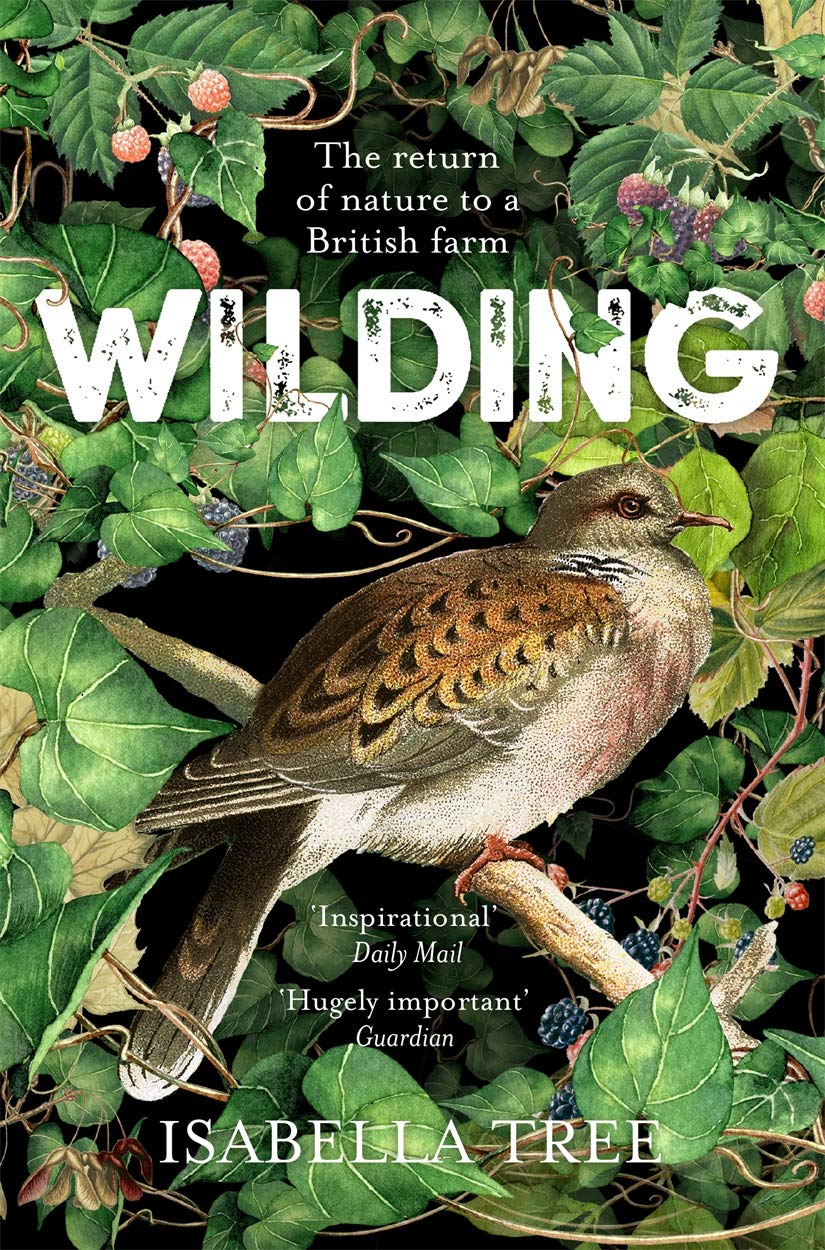 The return
of nature to a
British farm
WILDING
‘Inspirational’
Daily Mail
‘Hugely important’
Guardian
ISABELLA TREE